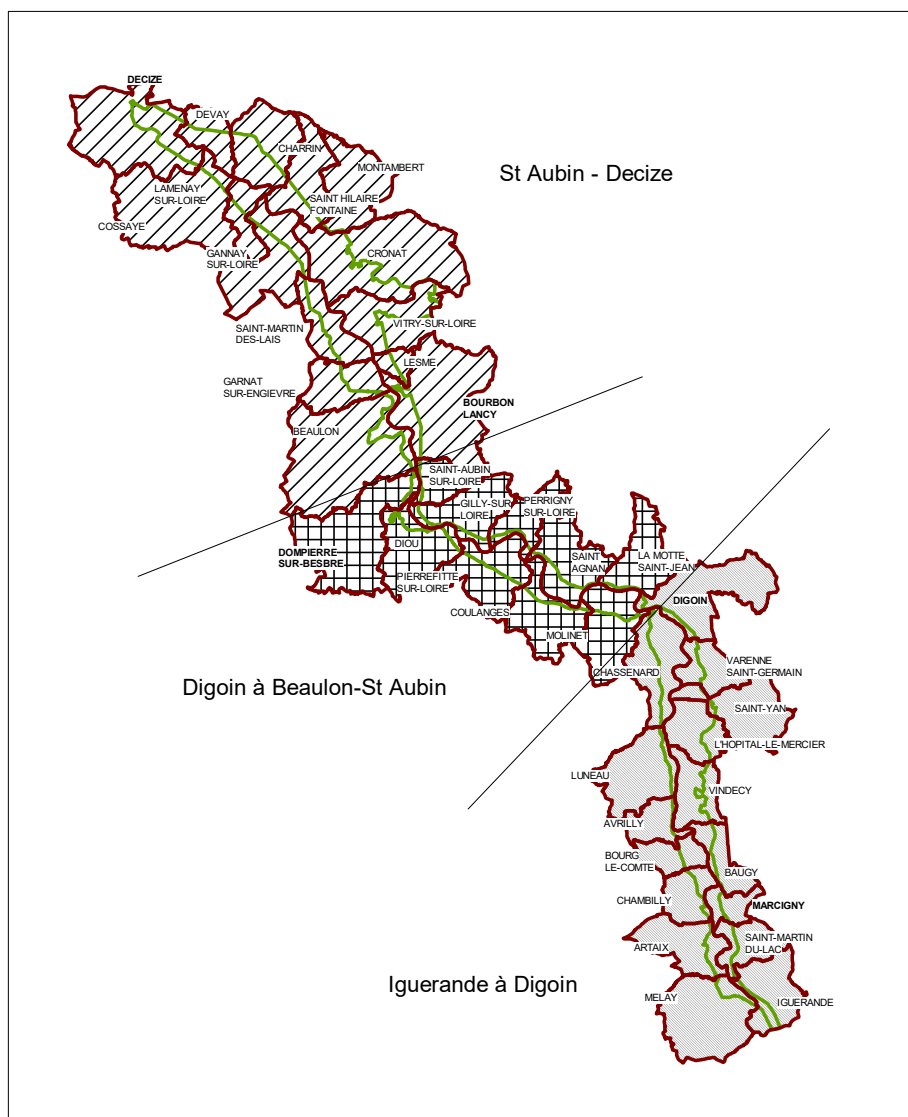 DECIZE
DEVAY
CHARRIN
MONTAMBERT
St Aubin - Decize
LAMENAY
SUR-LOIRE
SAINT HILAIRE
FONTAINE
COSSAYE
GANNAY
SUR-LOIRE
CRONAT
SAINT-MARTIN
DES-LAIS
VITRY-SUR-LOIRE
LESME
GARNAT
SUR-ENGIEVRE
BOURBON
LANCY
BEAULON
SAINT-AUBIN
SUR-LOIRE
GILLY-SUR
LOIRE
PERRIGNY
SUR-LOIRE
DIOU
DOMPIERRE
SUR-BESBRE
SAINT
AGNAN
LA MOTTE
SAINT-JEAN
PIERREFITTE
SUR-LOIRE
DIGOIN
COULANGES
MOLINET
CHASSENARD
VARENNE
SAINT-GERMAIN
Digoin à Beaulon-St Aubin
SAINT-YAN
L'HOPITAL-LE-MERCIER
LUNEAU
VINDECY
AVRILLY
BOURG
LE-COMTE
BAUGY
CHAMBILLY
MARCIGNY
ARTAIX
SAINT-MARTIN
DU-LAC
Iguerande à Digoin
MELAY
IGUERANDE